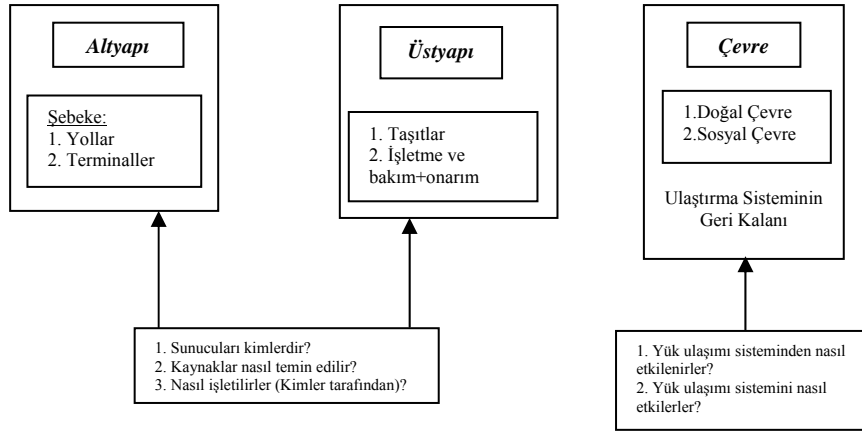 Altyapı
Şebeke:
1. Yollar
2. Terminaller
Üstyapı
1. Taşıtlar
2. İşletme ve
bakım+onarım
Çevre
1.Doğal Çevre
2.Sosyal Çevre
Ulaştırma Sisteminin
Geri Kalanı
1. Sunucuları kimlerdir?
2. Kaynaklar nasıl temin edilir?
3. Nasıl işletilirler (Kimler tarafından)?
1. Yük ulaşımı sisteminden nasıl
etkilenirler?
2. Yük ulaşımı sistemini nasıl
etkilerler?